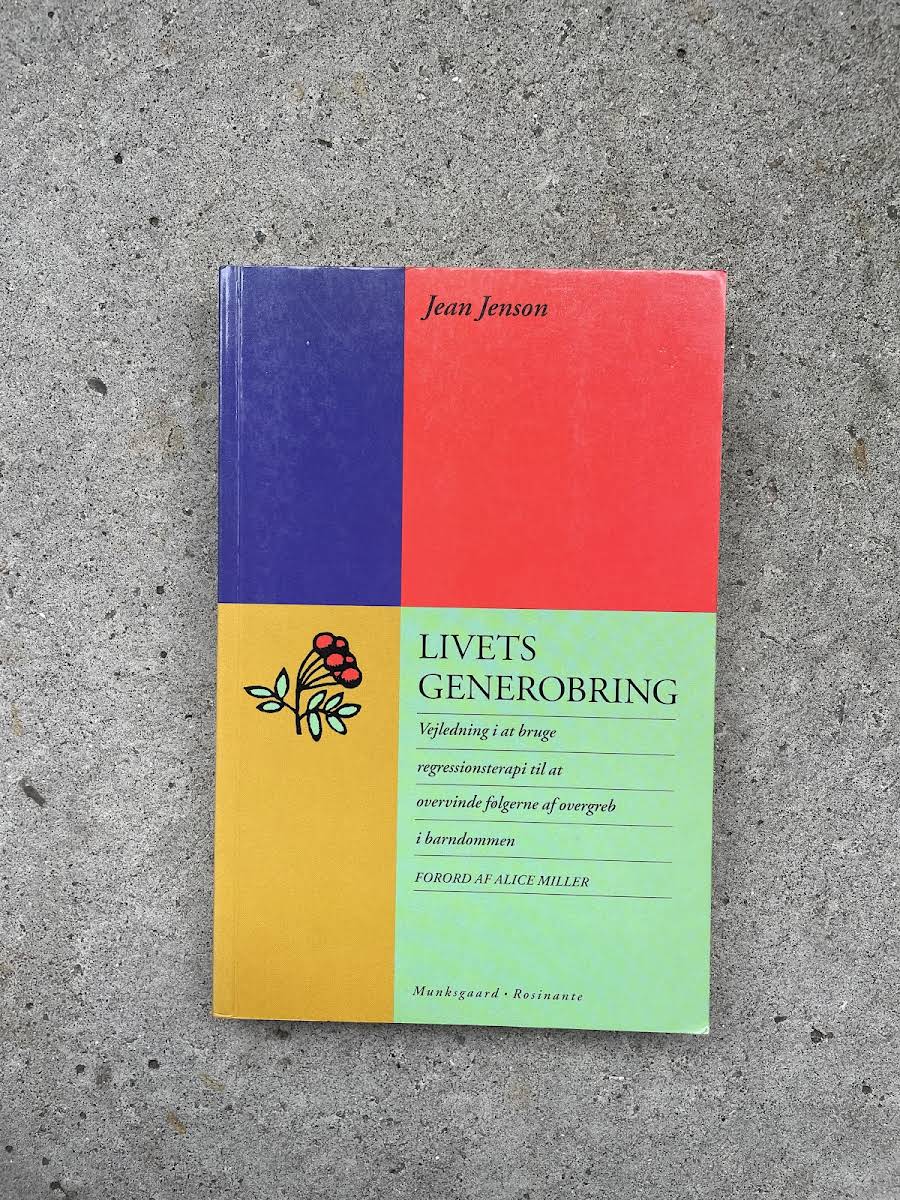 Jean Jenson
LIVETS
GENEROBRING
Vejledning i at bruge
regressionsterapi til at
overvinde følgerne af overgreb
i barndommen
FORORD AF ALICE MILLER
Munksgaard · Rosinante